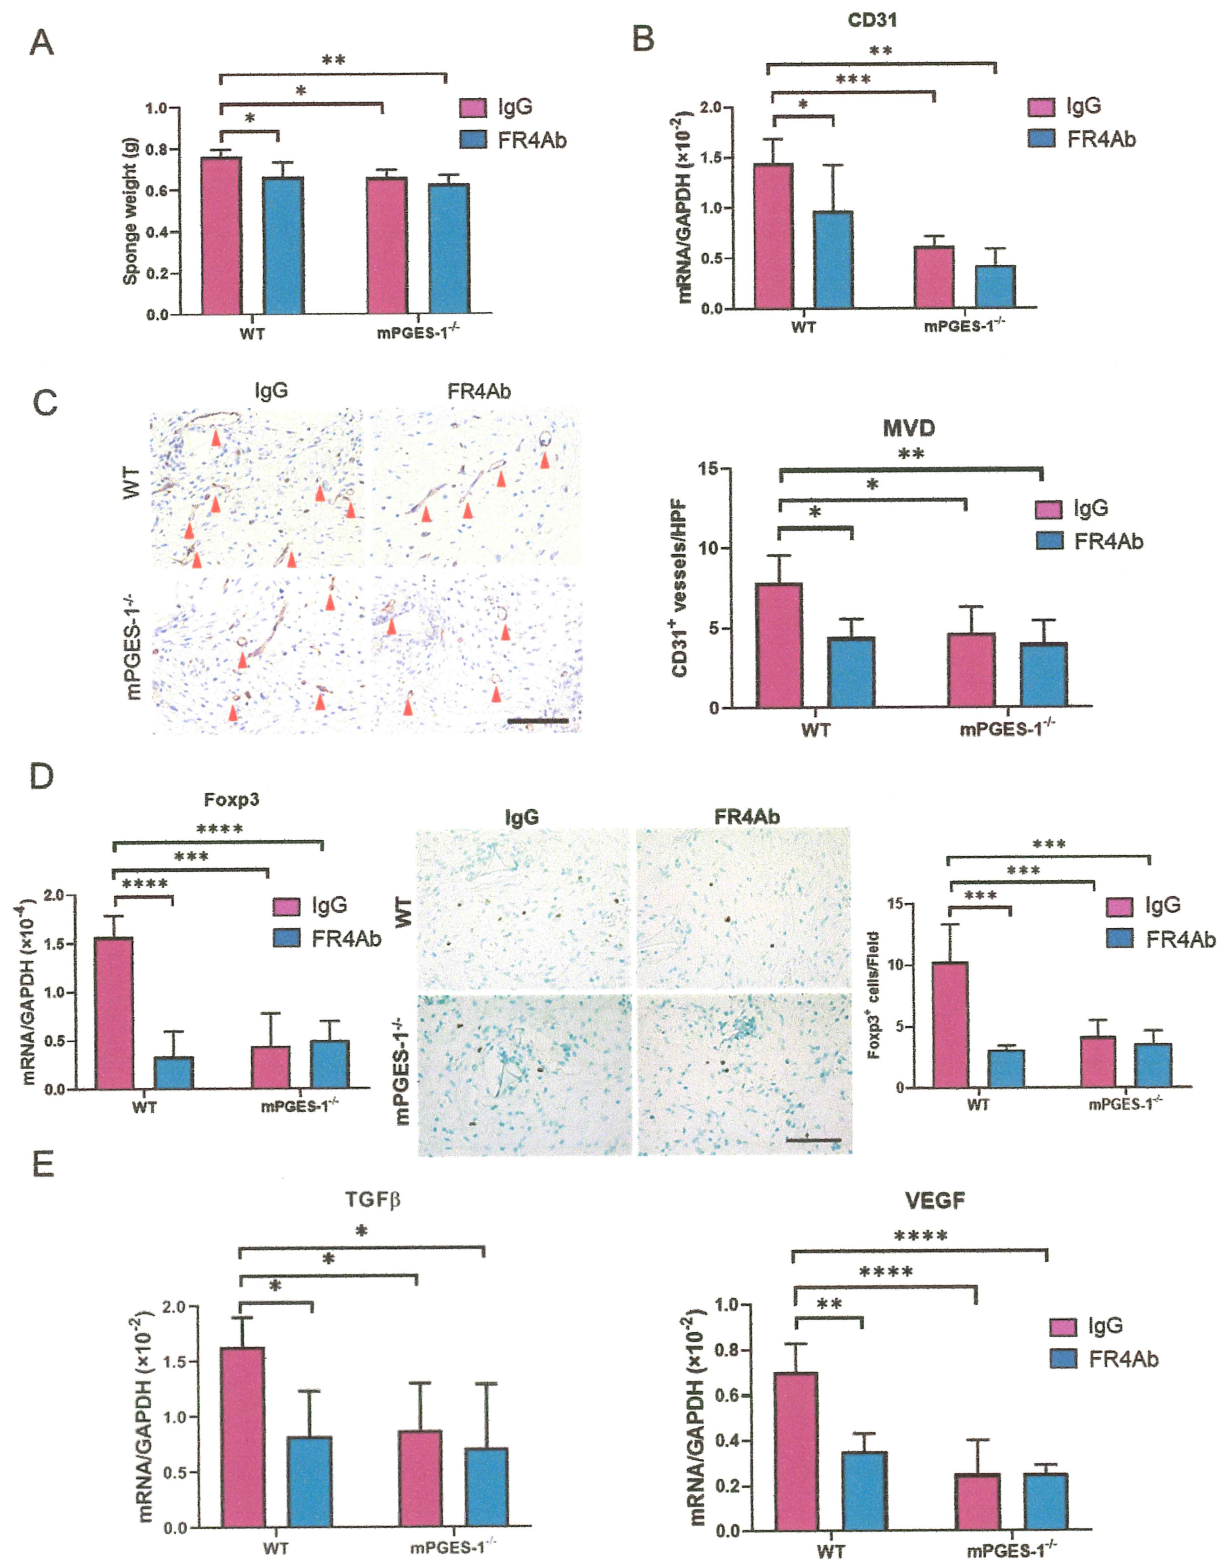 A
**
*
*
IgG
FR4Ab
Sponge weight (g)
1.0
0.8
0.6
0.4
0.2
0.0
WT
mPGES-1-/-
B
CD31
**
***
*
IgG
FR4Ab
mRNA/GAPDH (×10-2)
2.0
1.5
1.0
0.5
0.0
WT
mPGES-1-/-
C
IgG
FR4Ab
WT
mPGES-1-/-
MVD
**
*
*
IgG
FR4Ab
CD31+ vessels/HPF
15
10
5
0
WT
mPGES-1-/-
D
Foxp3
****
***
****
IgG
FR4Ab
mRNA/GAPDH (×10-4)
2.0
1.5
1.0
0.5
0.0
WT
mPGES-1-/-
IgG
FR4Ab
WT
mPGES-1-/-
***
***
***
IgG
FR4Ab
Foxp3+ cells/Field
15
10
5
0
WT
mPGES-1-/-
E
TGFβ
*
*
*
mRNA/GAPDH (×10-2)
2.0
1.5
1.0
0.5
0.0
WT
mPGES-1-/-
VEGF
****
****
**
IgG
FR4Ab
mRNA/GAPDH (×10-2)
1.0
0.8
0.6
0.4
0.2
0.0
WT
mPGES-1-/-